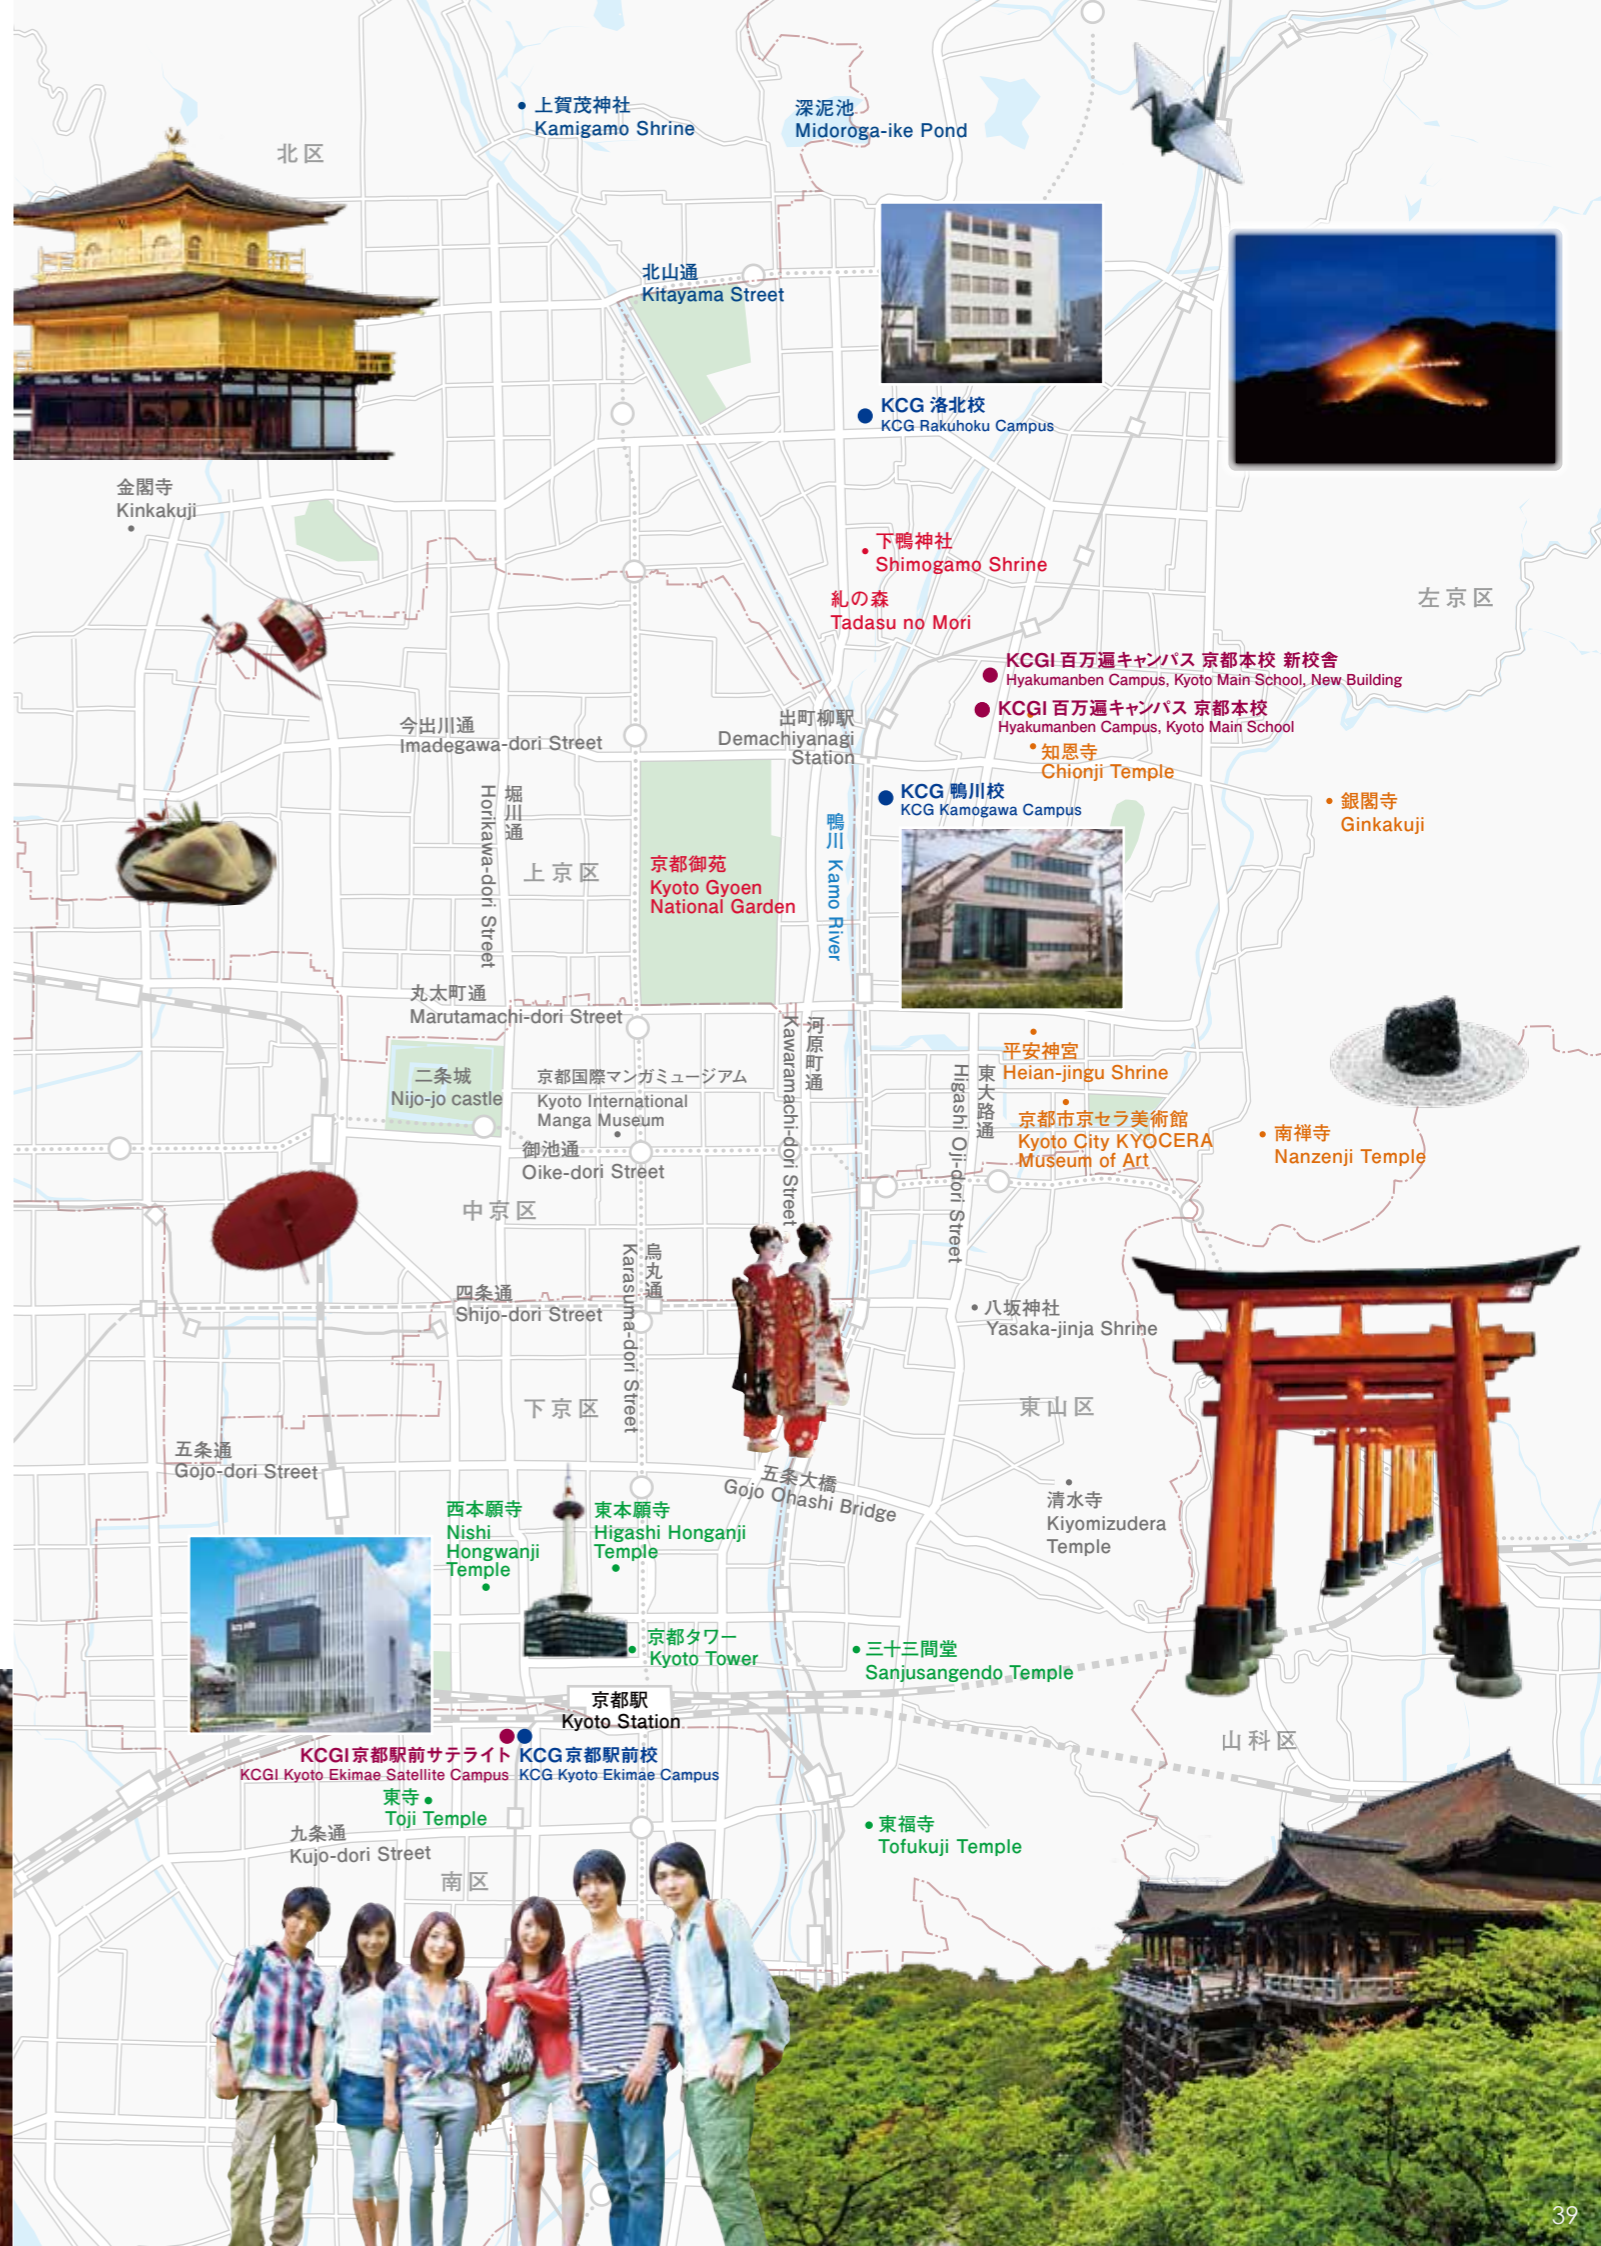 上賀茂神社
Kamigamo Shrine
深泥池
Midoroga-ike Pond
北区
北山通
Kitayama Street
KCG 洛北校
KCG Rakuhoku Campus
金閣寺
Kinkakuji
下鴨神社
Shimogamo Shrine
糺の森
Tadasu no Mori
左京区
KCGI 百万遍キャンパス 京都本校 新校舎
Hyakumanben Campus, Kyoto Main School, New Building
KCGI 百万遍キャンパス 京都本校
Hyakumanben Campus, Kyoto Main School
今出川通
Imadegawa-dori Street
出町柳駅
Demachiyanagi
Station
知恩寺
Chionji Temple
KCG 鴨川校
KCG Kamogawa Campus
銀閣寺
Ginkakuji
堀川通
Horikawa-dori Street
上京区
京都御苑
Kyoto Gyoen
National Garden
鴨川 Kamo River
丸太町通
Marutamachi-dori Street
河原町通
Kawaramachi-dori Street
平安神宮
Heian-jingu Shrine
東大路通
Higashi Oji-dori Street
二条城
Nijo-jo castle
京都国際マンガミュージアム
Kyoto International
Manga Museum
京都市京セラ美術館
Kyoto City KYOCERA
Museum of Art
南禅寺
Nanzenji Temple
御池通
Oike-dori Street
中京区
烏丸通
Karasuma-dori Street
四条通
Shijo-dori Street
八坂神社
Yasaka-jinja Shrine
下京区
東山区
五条通
Gojo-dori Street
五条大橋
Gojo Ohashi Bridge
清水寺
Kiyomizudera
Temple
西本願寺
Nishi
Hongwanji
Temple
東本願寺
Higashi Honganji
Temple
京都タワー
Kyoto Tower
三十三間堂
Sanjusangendo Temple
京都駅
Kyoto Station
山科区
KCGI京都駅前サテライト
KCGI Kyoto Ekimae Satellite Campus
KCG京都駅前校
KCG Kyoto Ekimae Campus
東寺
Toji Temple
東福寺
Tofukuji Temple
九条通
Kujo-dori Street
南区
39